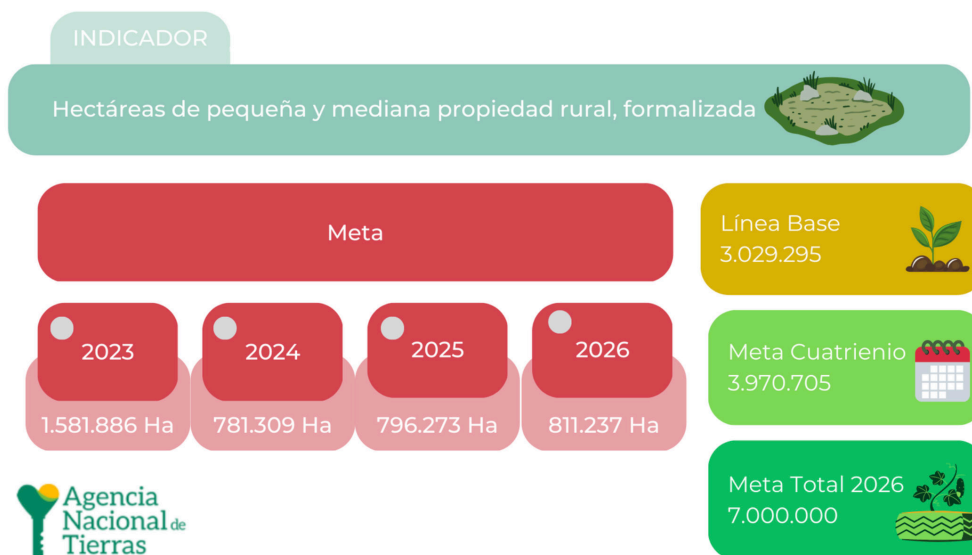 INDICADOR
Hectáreas de pequeña y mediana propiedad rural, formalizada
Meta
2023
1.581.886 Ha
2024
781.309 Ha
2025
796.273 Ha
2026
811.237 Ha
Línea Base
3.029.295
Meta Cuatrienio
3.970.705
Meta Total 2026
7.000.000
Agencia
Nacional de
Tierras